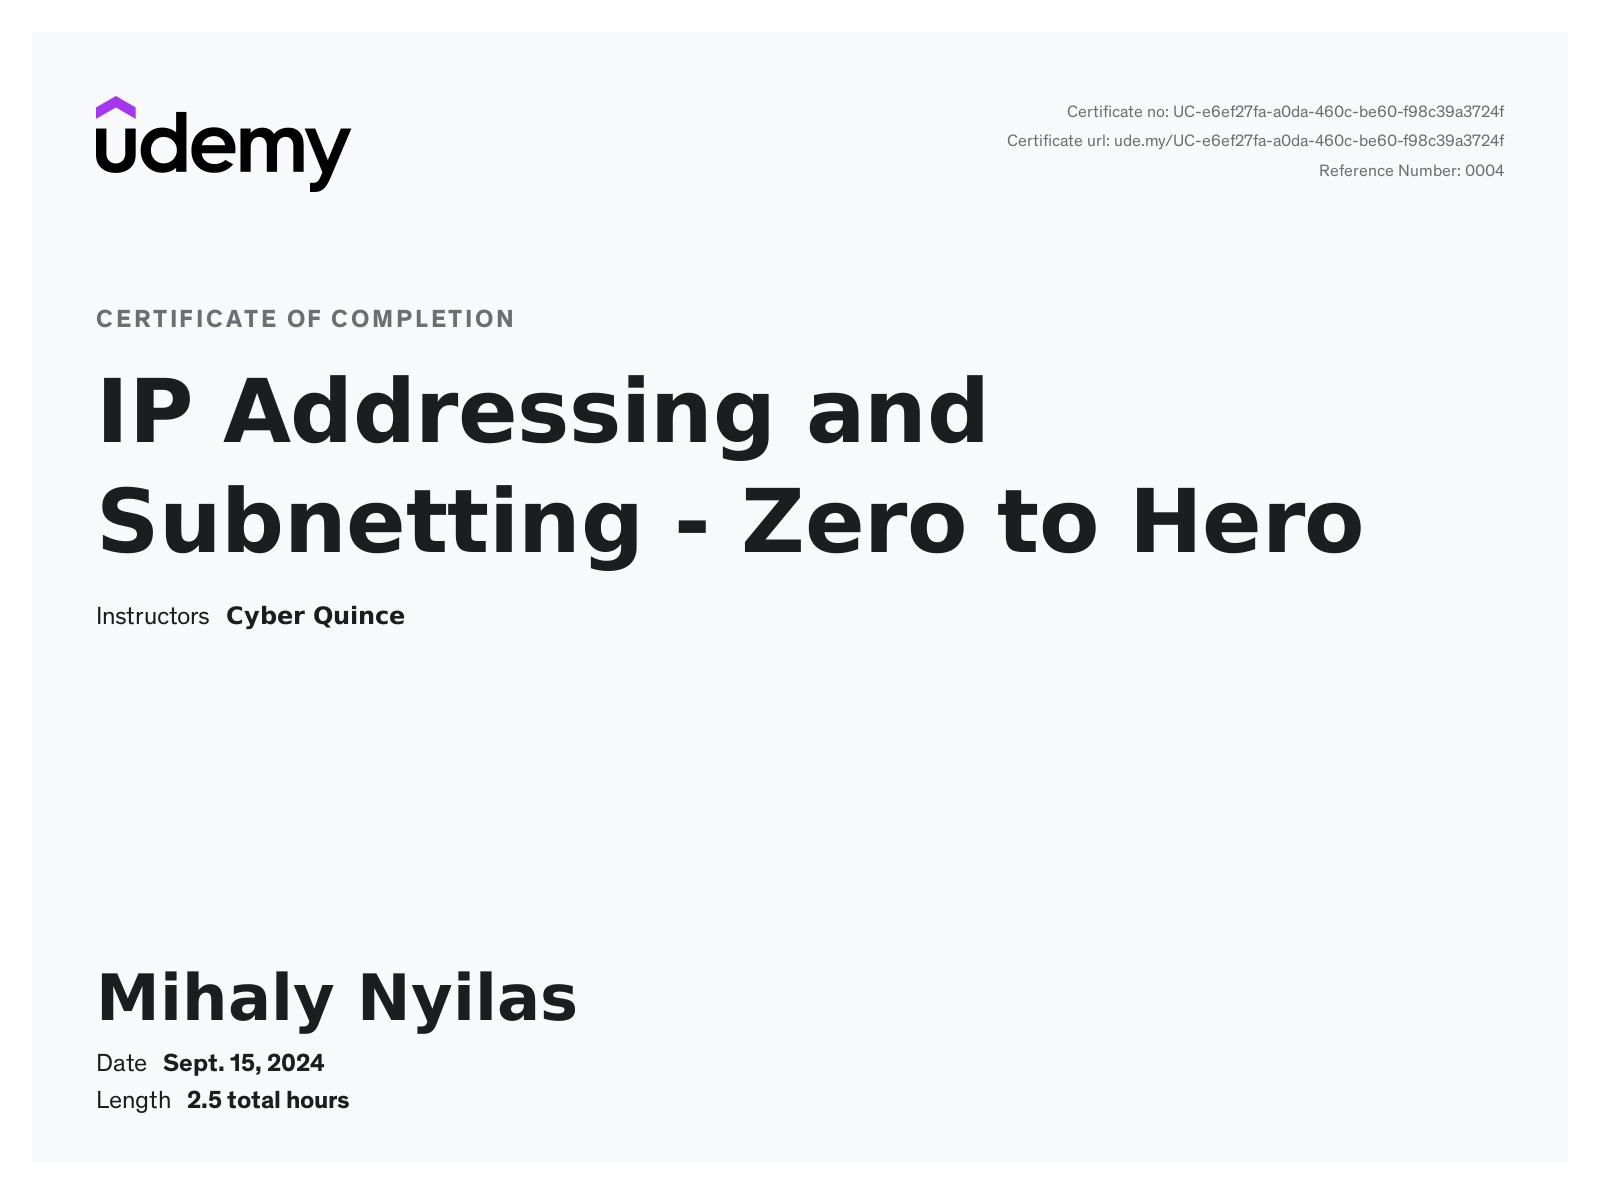 udemy
Certificate no: UC-e6ef27fa-a0da-460c-be60-f98c39a3724f
Certificate url: ude.my/UC-e6ef27fa-a0da-460c-be60-f98c39a3724f
Reference Number: 0004
CERTIFICATE OF COMPLETION
IP Addressing and
Subnetting - Zero to Hero
Instructors Cyber Quince
Mihaly Nyilas
Date Sept. 15, 2024
Length 2.5 total hours